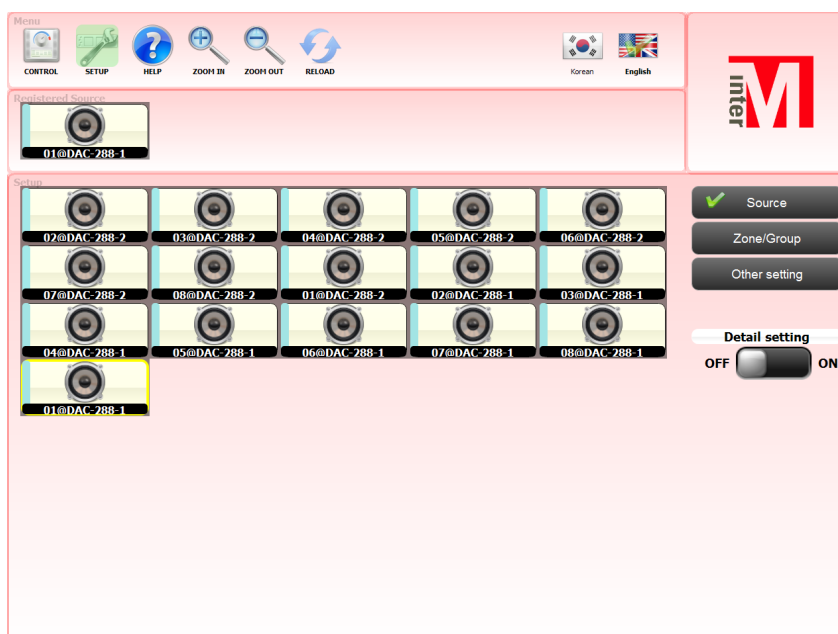 Menu
CONTROL SETUP HELP ZOOM IN ZOOM OUT RELOAD Korean English
inter M
Registered Source
01@DAC-288-1
Setup
02@DAC-288-2 03@DAC-288-2 04@DAC-288-2 05@DAC-288-2 06@DAC-288-2
07@DAC-288-2 08@DAC-288-2 01@DAC-288-2 02@DAC-288-1 03@DAC-288-1
04@DAC-288-1 05@DAC-288-1 06@DAC-288-1 07@DAC-288-1 08@DAC-288-1
01@DAC-288-1
Source
Zone/Group
Other setting
Detail setting
OFF ON